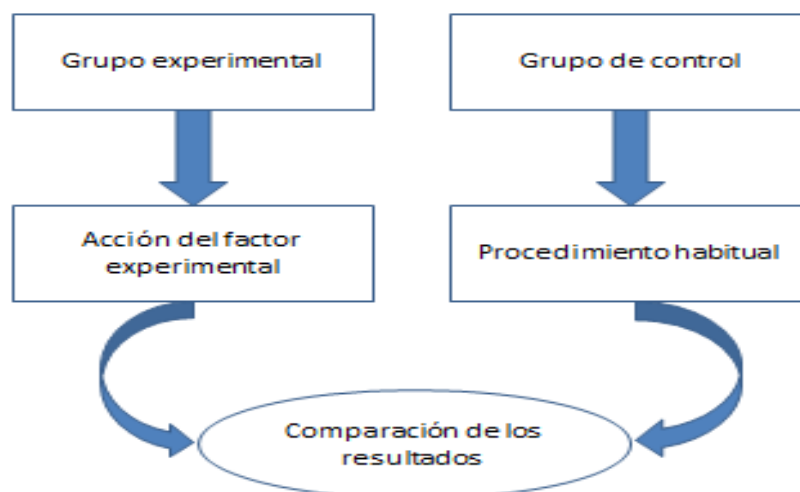 Grupo experimental
Grupo de control
Acción del factor
experimental
Procedimiento habitual
Comparación de los
resultados